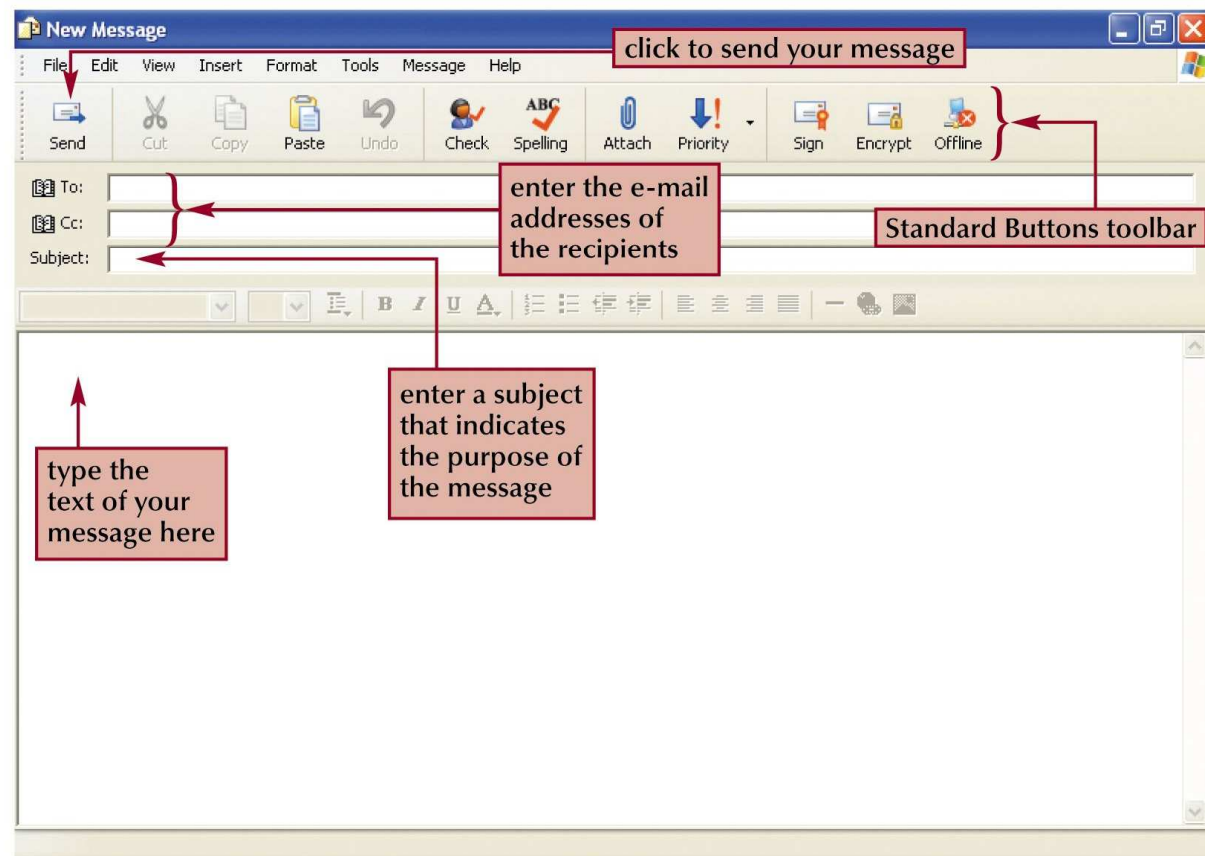 New Message
click to send your message
File Edit View Insert Format Tools Message Help
ABC
Send Cut Copy Paste Undo Check Spelling Attach Priority Sign Encrypt Offline
To:
enter the e-mail
addresses of
the recipients
Cc:
Standard Buttons toolbar
Subject:
B I U A
enter a subject
that indicates
the purpose of
the message
type the
text of your
message here